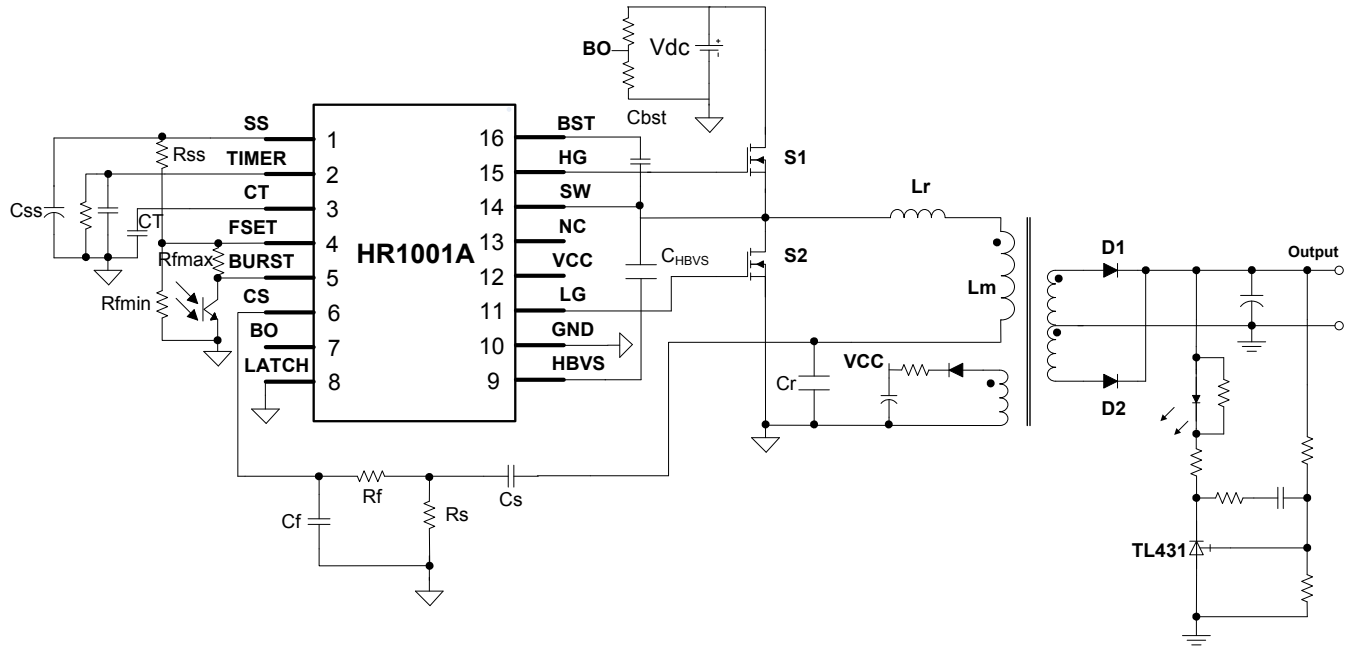 BO
Vdc
+
-
Cbst
SS
1
16
BST
Rss
TIMER
2
15
HG
S1
CT
3
14
SW
Lr
Css
CT
FSET
4
13
NC
HR1001A
Rfmax
BURST
5
12
VCC
CHBVS
S2
D1
Output
Rfmin
CS
6
11
LG
Lm
BO
7
10
GND
LATCH
8
9
HBVS
Cr
VCC
D2
Rf
Cs
Cf
Rs
TL431